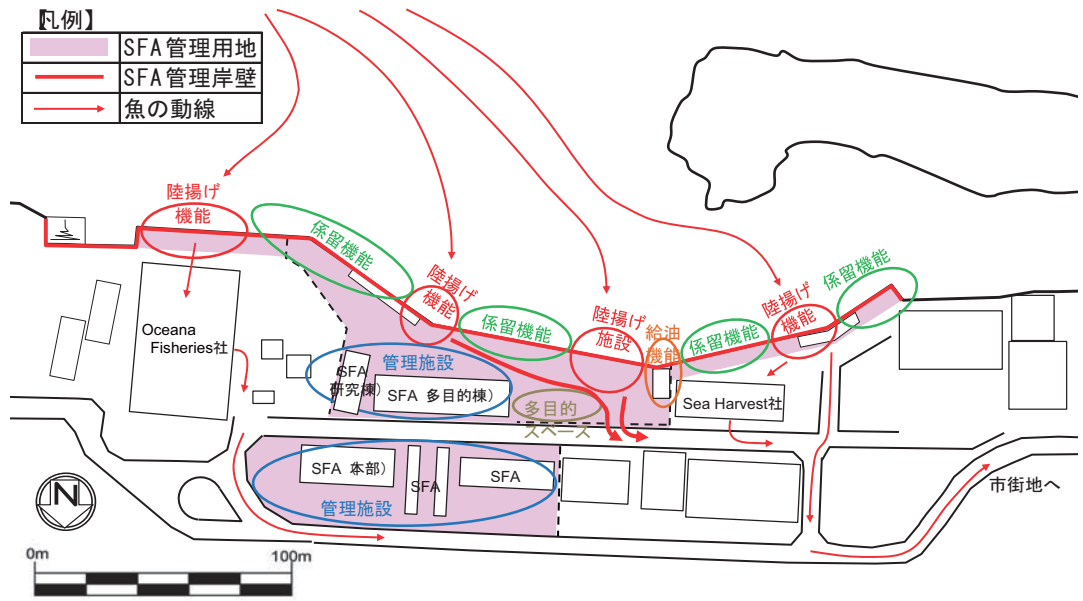 【凡例】
SFA管理用地
SFA管理岸壁
魚の動線
陸揚げ
機能
係留機能
陸揚げ
機能
係留機能
陸揚げ
施設
給油
機能
係留機能
陸揚げ
機能
係留機能
Oceana
Fisheries社
管理施設
SFA
研究棟)
SFA 多目的棟)
多目的
スペース
Sea Harvest社
SFA 本部)
SFA
SFA
管理施設
市街地へ
N
0m
100m